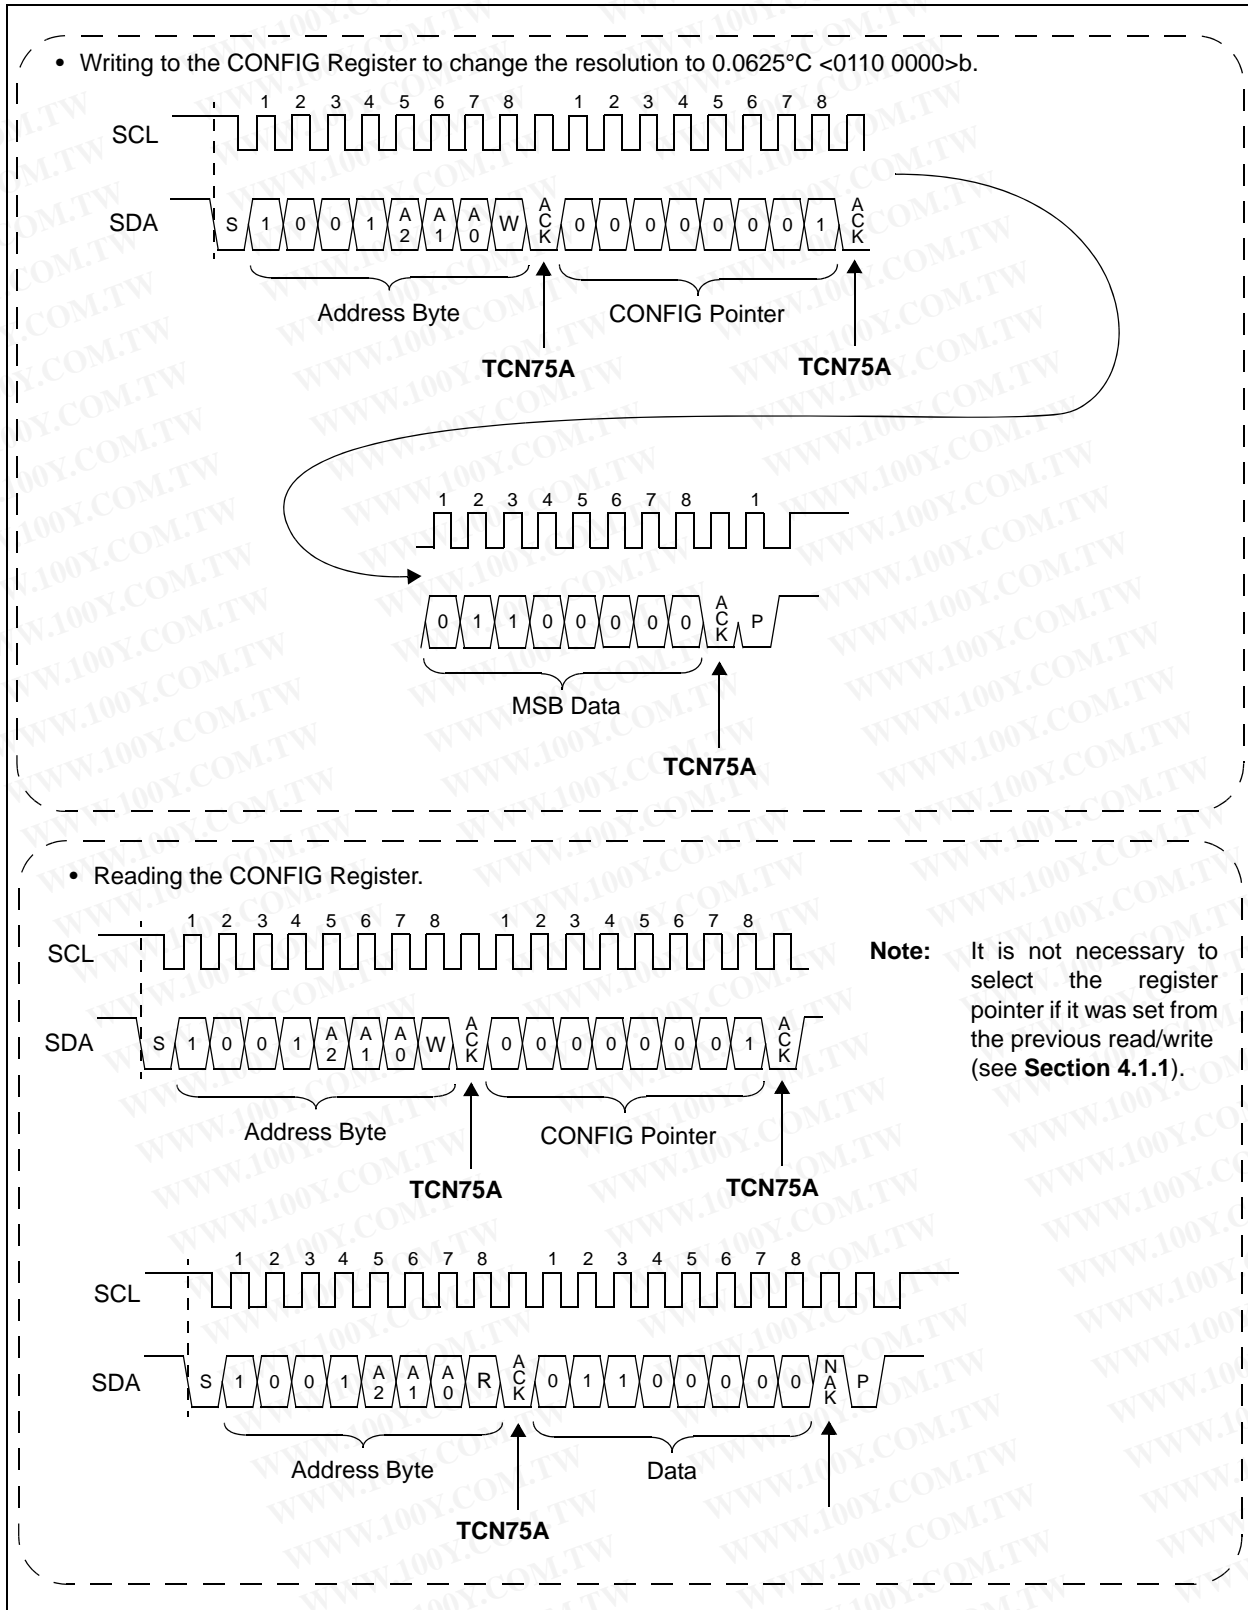 • Writing to the CONFIG Register to change the resolution to 0.0625°C <0110 0000>b.
1 2 3 4 5 6 7 8 1 2 3 4 5 6 7 8
SCL
SDA S 1 0 0 1 A2 A1 A0 W ACK 0 0 0 0 0 0 0 1 ACK
Address Byte CONFIG Pointer
TCN75A TCN75A
1 2 3 4 5 6 7 8 1
0 1 1 0 0 0 0 0 ACK P
MSB Data
TCN75A
• Reading the CONFIG Register.
1 2 3 4 5 6 7 8 1 2 3 4 5 6 7 8
SCL
SDA S 1 0 0 1 A2 A1 A0 W ACK 0 0 0 0 0 0 0 1 ACK
Address Byte CONFIG Pointer
TCN75A TCN75A
Note: It is not necessary to
select the register
pointer if it was set from
the previous read/write
(see Section 4.1.1).
1 2 3 4 5 6 7 8 1 2 3 4 5 6 7 8
SCL
SDA S 1 0 0 1 A2 A1 A0 R ACK 0 1 1 0 0 0 0 0 NAK P
Address Byte Data
TCN75A
WWW.100Y.COM.TW